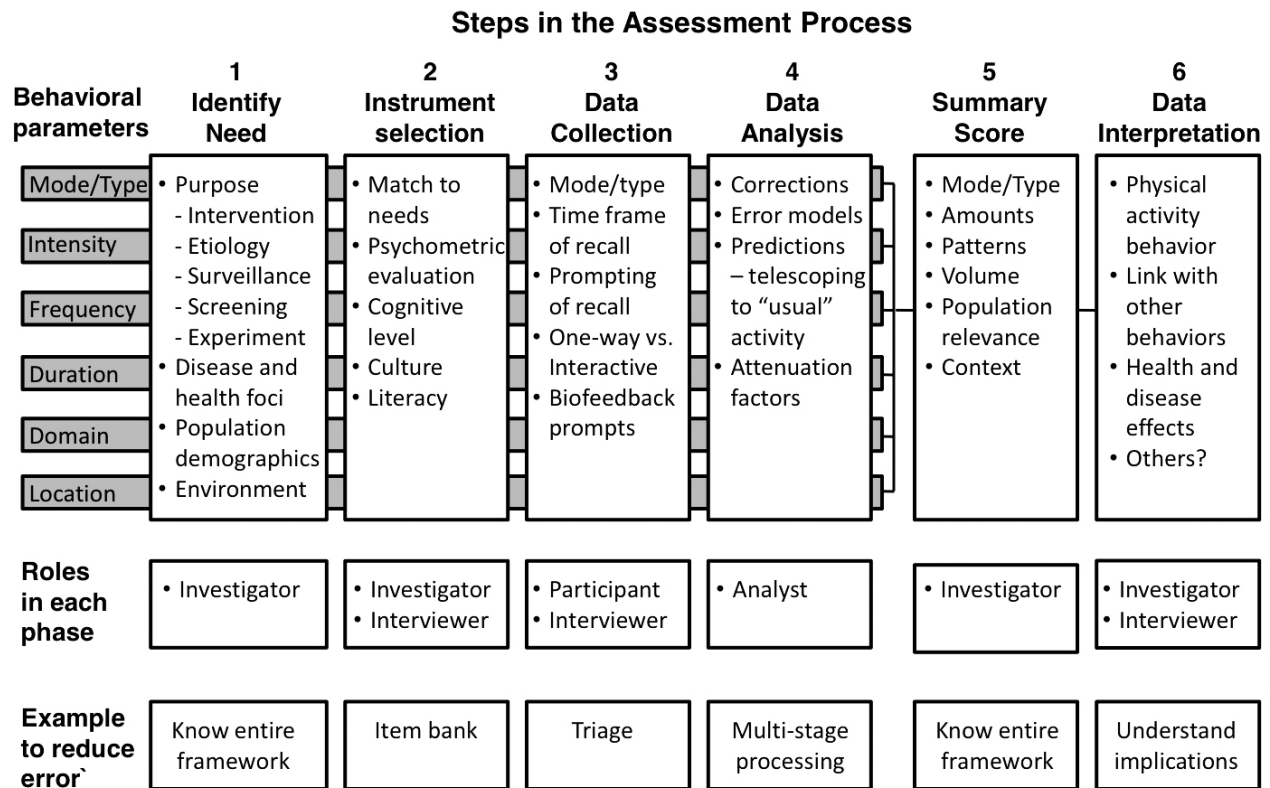 Steps in the Assessment Process
Behavioral
parameters
1
Identify
Need
2
Instrument
selection
3
Data
Collection
4
Data
Analysis
5
Summary
Score
6
Data
Interpretation
Mode/Type
Intensity
Frequency
Duration
Domain
Location
• Purpose
- Intervention
- Etiology
- Surveillance
- Screening
- Experiment
• Disease and
health foci
• Population
demographics
• Environment
• Match to
needs
• Psychometric
evaluation
• Cognitive
level
• Culture
• Literacy
• Mode/type
• Time frame
of recall
• Prompting
of recall
• One-way vs.
Interactive
• Biofeedback
prompts
• Corrections
• Error models
• Predictions
– telescoping
to “usual”
activity
• Attenuation
factors
• Mode/Type
• Amounts
• Patterns
• Volume
• Population
relevance
• Context
• Physical
activity
behavior
• Link with
other
behaviors
• Health and
disease
effects
• Others?
Roles
in each
phase
• Investigator
• Investigator
• Interviewer
• Participant
• Interviewer
• Analyst
• Investigator
• Investigator
• Interviewer
Example
to reduce
error`
Know entire
framework
Item bank
Triage
Multi-stage
processing
Know entire
framework
Understand
implications